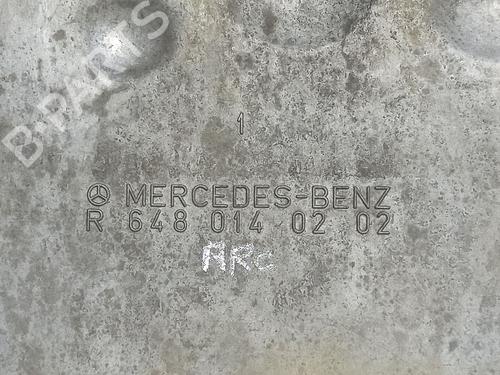 B-PARTS
1
MERCEDES-BENZ
R 648 014 02 02
ARC